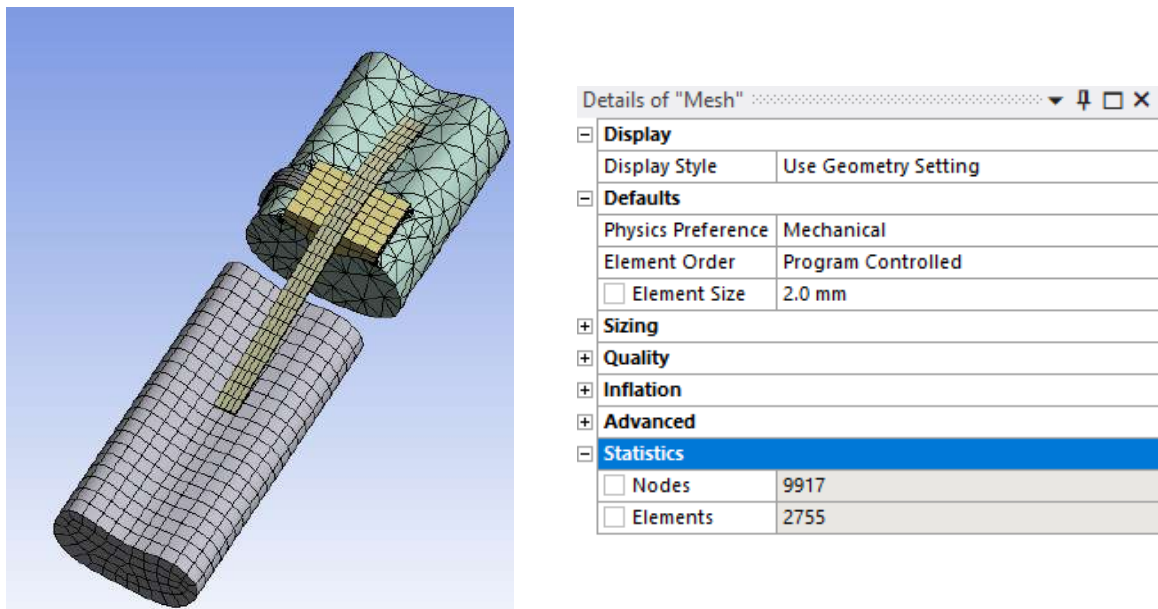 Details of "Mesh"
Display
Display Style Use Geometry Setting
Defaults
Physics Preference Mechanical
Element Order Program Controlled
Element Size 2.0 mm
Sizing
Quality
Inflation
Advanced
Statistics
Nodes 9917
Elements 2755